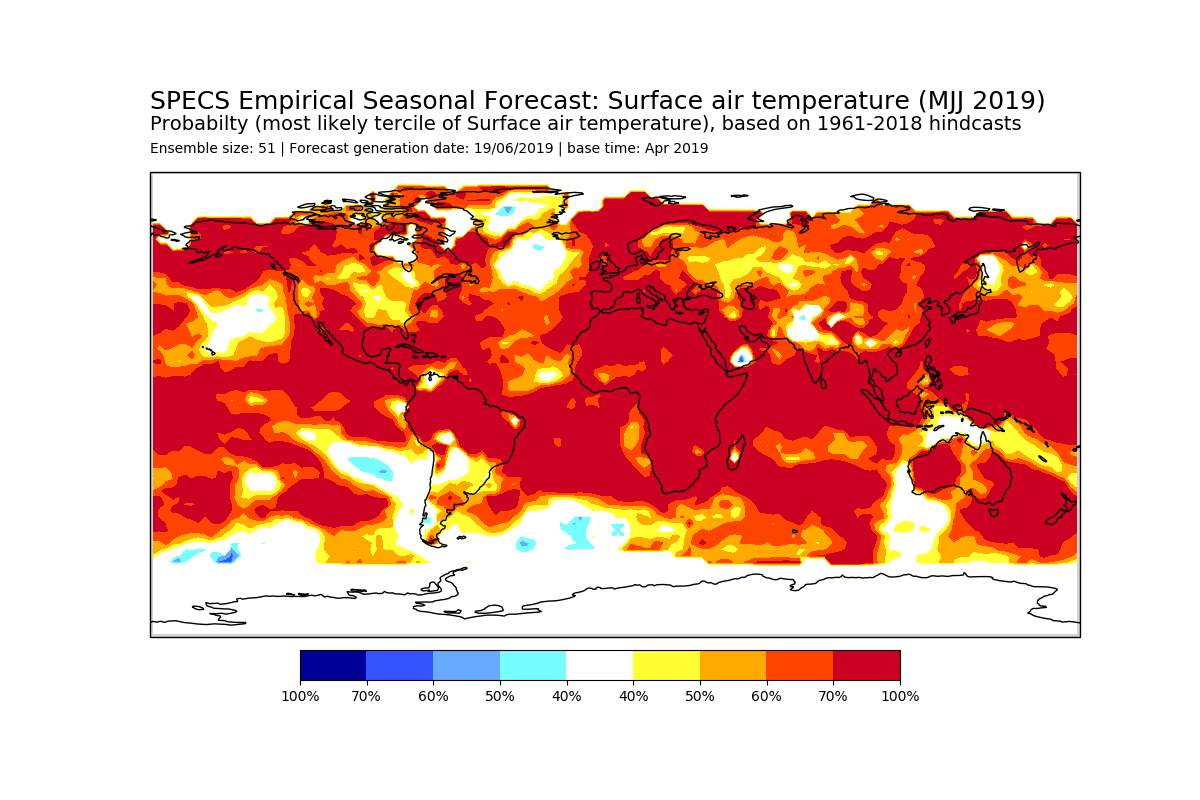 SPECS Empirical Seasonal Forecast: Surface air temperature (MJJ 2019)
Probabilty (most likely tercile of Surface air temperature), based on 1961-2018 hindcasts
Ensemble size: 51 | Forecast generation date: 19/06/2019 | base time: Apr 2019
100% 70% 60% 50% 40% 40% 50% 60% 70% 100%